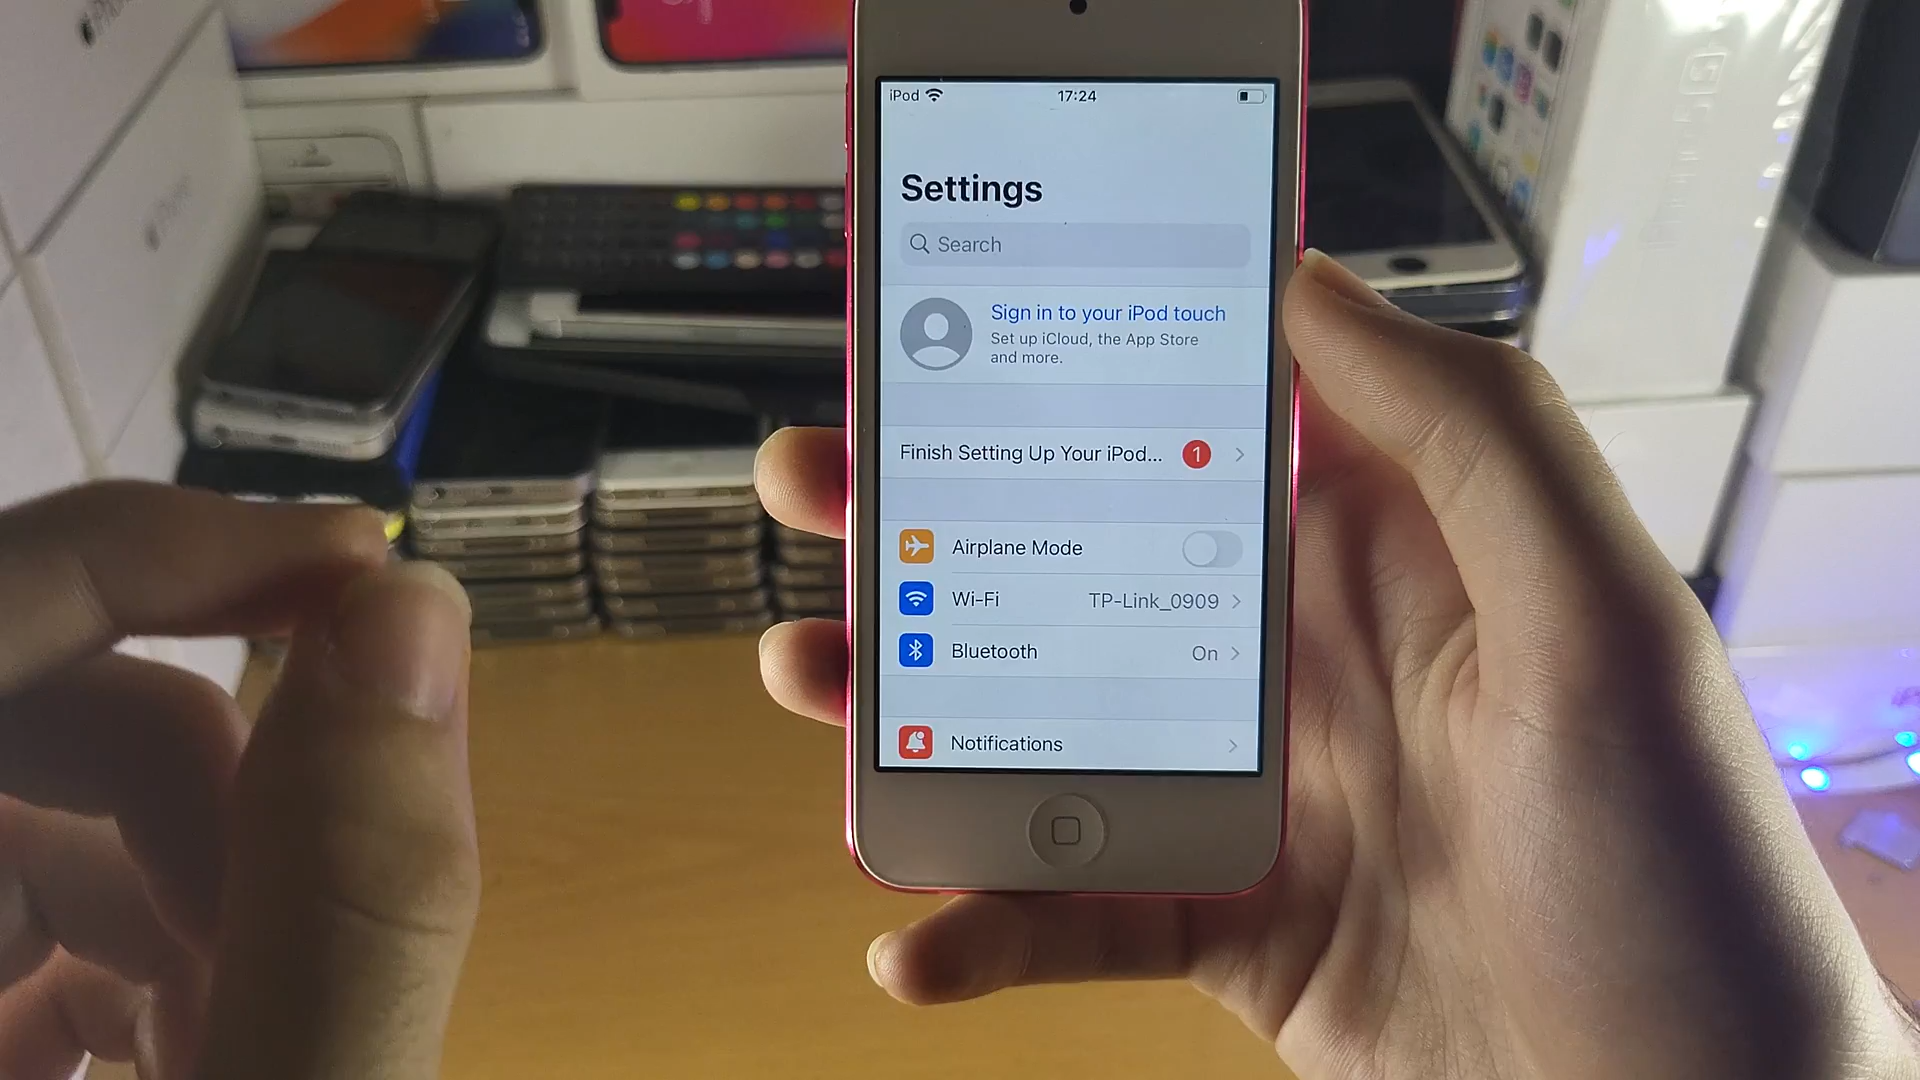 iPod
17:24
Settings
Search
Sign in to your iPod touch
Set up iCloud, the App Store
and more.
Finish Setting Up Your iPod...
1
Airplane Mode
Wi-Fi
TP-Link_0909
Bluetooth
On
Notifications